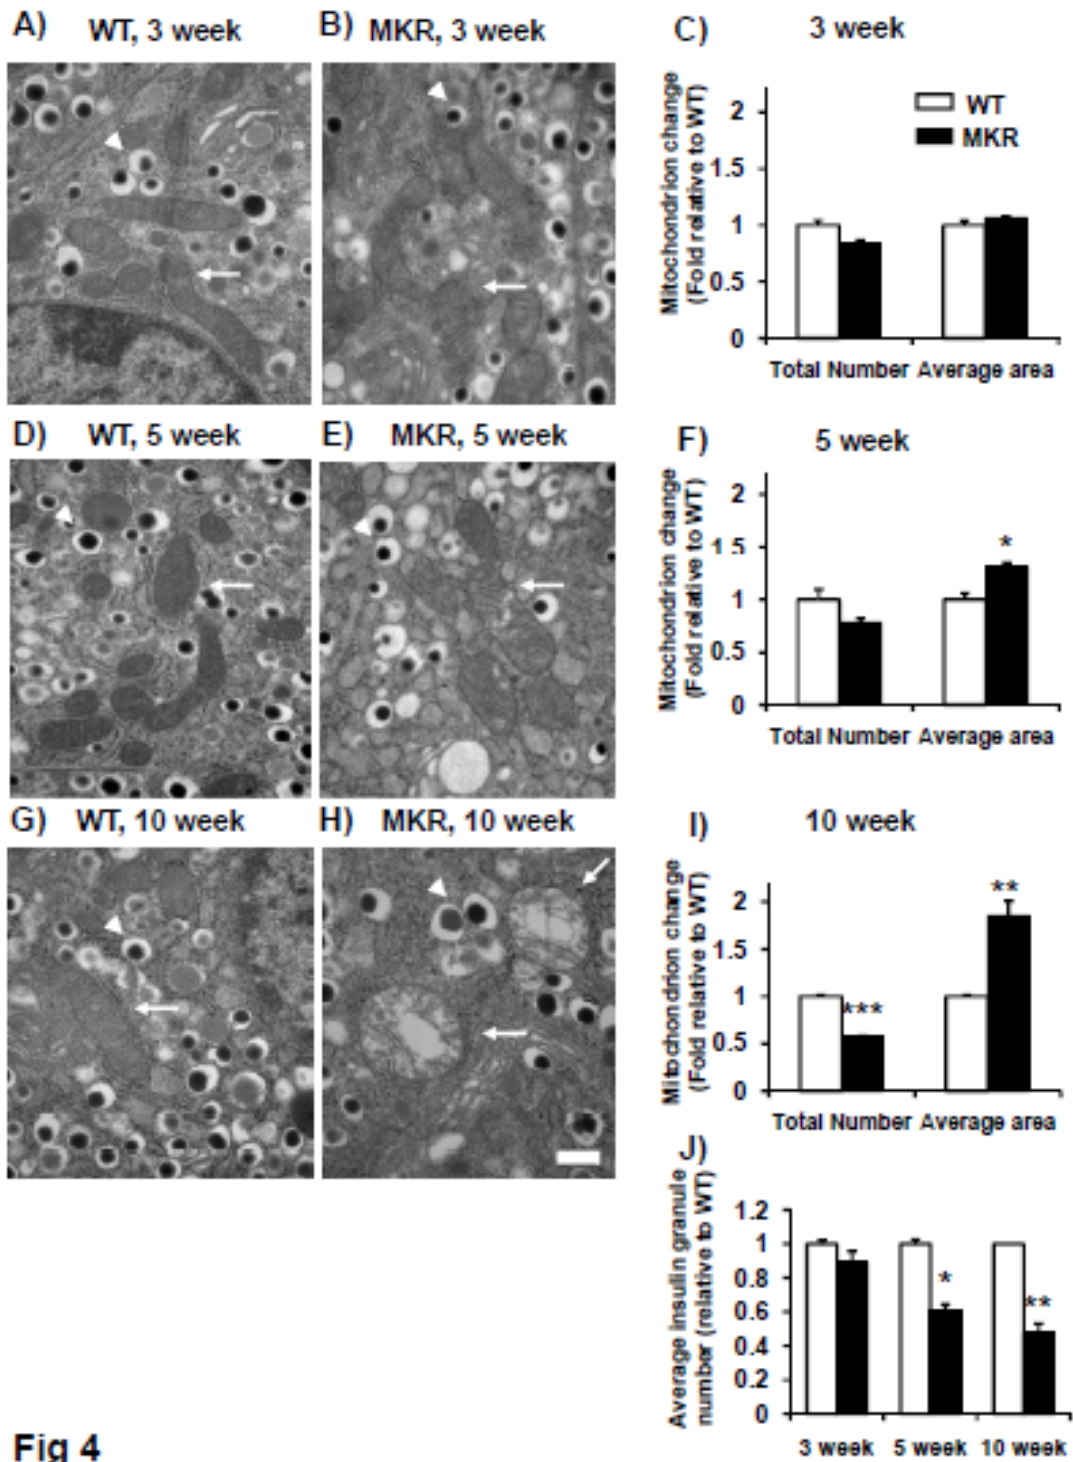 A) WT, 3 week
B) MKR, 3 week
C) 3 week
Mitochondrion change
(Fold relative to WT)
2
1.5
1
0.5
0
WT
MKR
Total Number Average area
D) WT, 5 week
E) MKR, 5 week
F) 5 week
Mitochondrion change
(Fold relative to WT)
2
1.5
1
0.5
0
*
Total Number Average area
G) WT, 10 week
H) MKR, 10 week
I) 10 week
Mitochondrion change
(Fold relative to WT)
2
1.5
1
0.5
0
***
**
Total Number Average area
J)
Average insulin granule
number (relative to WT)
1.2
1
0.8
0.6
0.4
0.2
0
*
**
3 week 5 week 10 week
Fig 4